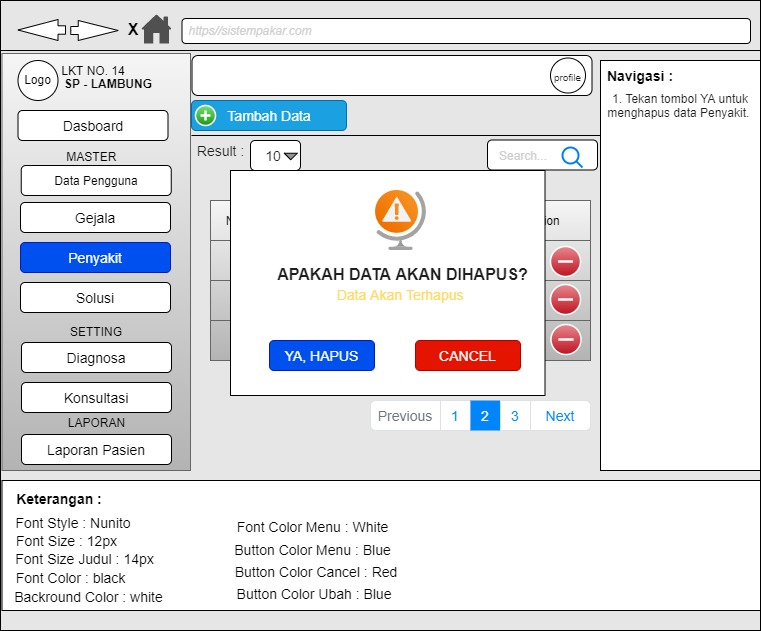 X
https//sistempakar.com
Logo
LKT NO. 14
SP - LAMBUNG
Dasboard
MASTER
Data Pengguna
Gejala
Penyakit
Solusi
SETTING
Diagnosa
Konsultasi
LAPORAN
Laporan Pasien
profile
Tambah Data
Result :
10
Search...
APAKAH DATA AKAN DIHAPUS?
Data Akan Terhapus
YA, HAPUS
CANCEL
Previous
1
2
3
Next
Navigasi :
1. Tekan tombol YA untuk
menghapus data Penyakit.
Keterangan :
Font Style : Nunito
Font Size : 12px
Font Size Judul : 14px
Font Color : black
Backround Color : white
Font Color Menu : White
Button Color Menu : Blue
Button Color Cancel : Red
Button Color Ubah : Blue